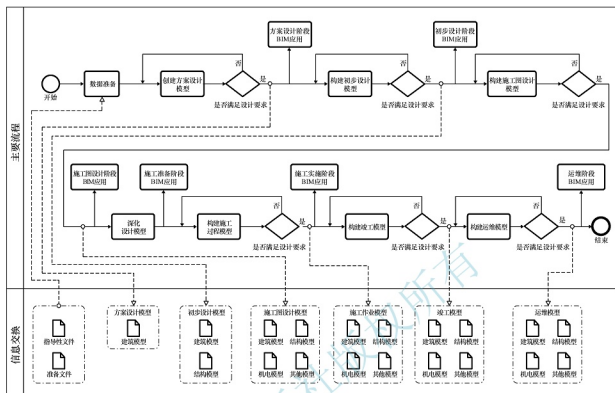 主要流程
方案设计阶段
BIM应用
初步设计阶段
BIM应用
否
否
否
开始
数据准备
创建方案设计
模型
是
构建初步设计
模型
是
构建施工图设计
模型
是否满足设计要求
是否满足设计要求
是否满足设计要求
施工图设计阶段
BIM应用
施工准备阶段
BIM应用
施工实施阶段
BIM应用
运维阶段
BIM应用
否
否
否
深化
设计模型
构建施工
过程模型
是
构建竣工模型
是
构建运维模型
是
结束
是否满足设计要求
是否满足设计要求
是否满足设计要求
信息交换
指导性文件
准备文件
方案设计模型
建筑模型
初步设计模型
建筑模型
结构模型
施工图设计模型
建筑模型 结构模型
机电模型 其他模型
施工作业模型
建筑模型 结构模型
机电模型 其他模型
竣工模型
建筑模型 结构模型
机电模型 其他模型
运维模型
建筑模型 结构模型
机电模型 其他模型
社版权所有